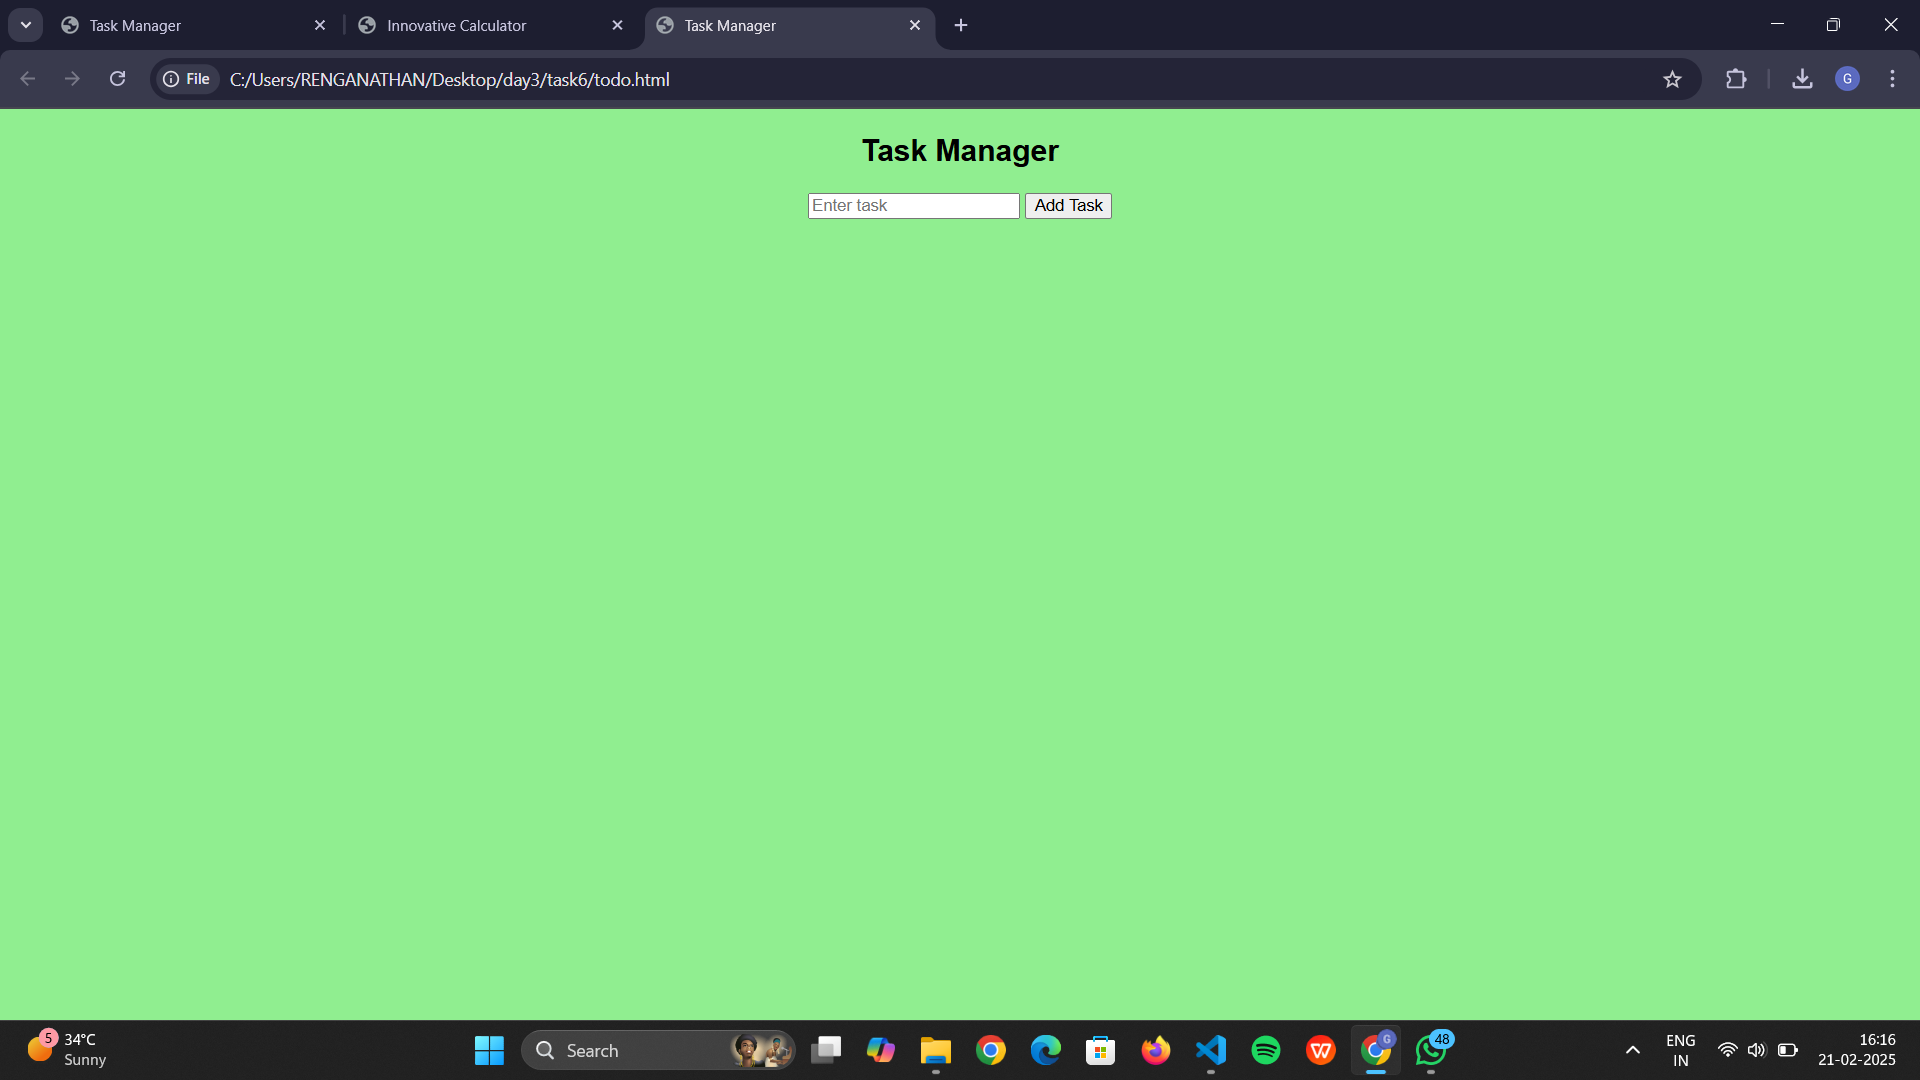 Task Manager
Innovative Calculator
Task Manager
File
C:/Users/RENGANATHAN/Desktop/day3/task6/todo.html
G
Task Manager
Enter task
Add Task
5
34°C
Sunny
Search
G
48
ENG
IN
16:16
21-02-2025